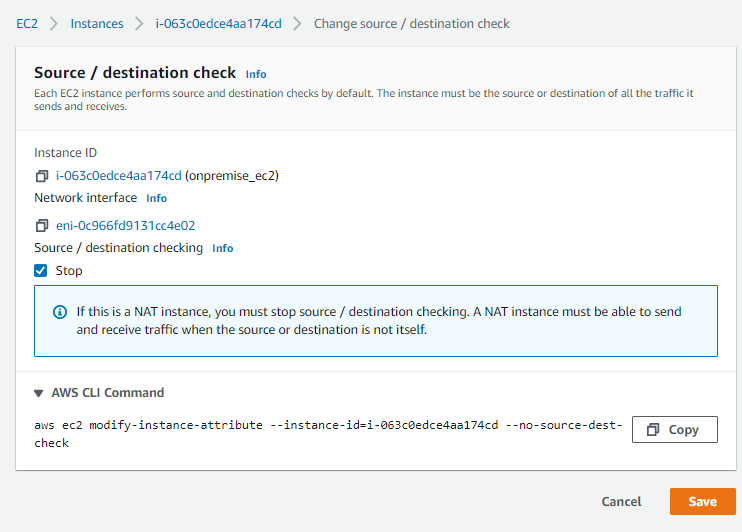 EC2 > Instances > i-063c0edce4aa174cd > Change source / destination check
Source / destination check Info
Each EC2 instance performs source and destination checks by default. The instance must be the source or destination of all the traffic it
sends and receives.
Instance ID
i-063c0edce4aa174cd (onpremise_ec2)
Network interface Info
eni-0c966fd9131cc4e02
Source / destination checking Info
Stop
If this is a NAT instance, you must stop source / destination checking. A NAT instance must be able to send
and receive traffic when the source or destination is not itself.
AWS CLI Command
aws ec2 modify-instance-attribute --instance-id=i-063c0edce4aa174cd --no-source-dest-
check
Copy
Cancel Save